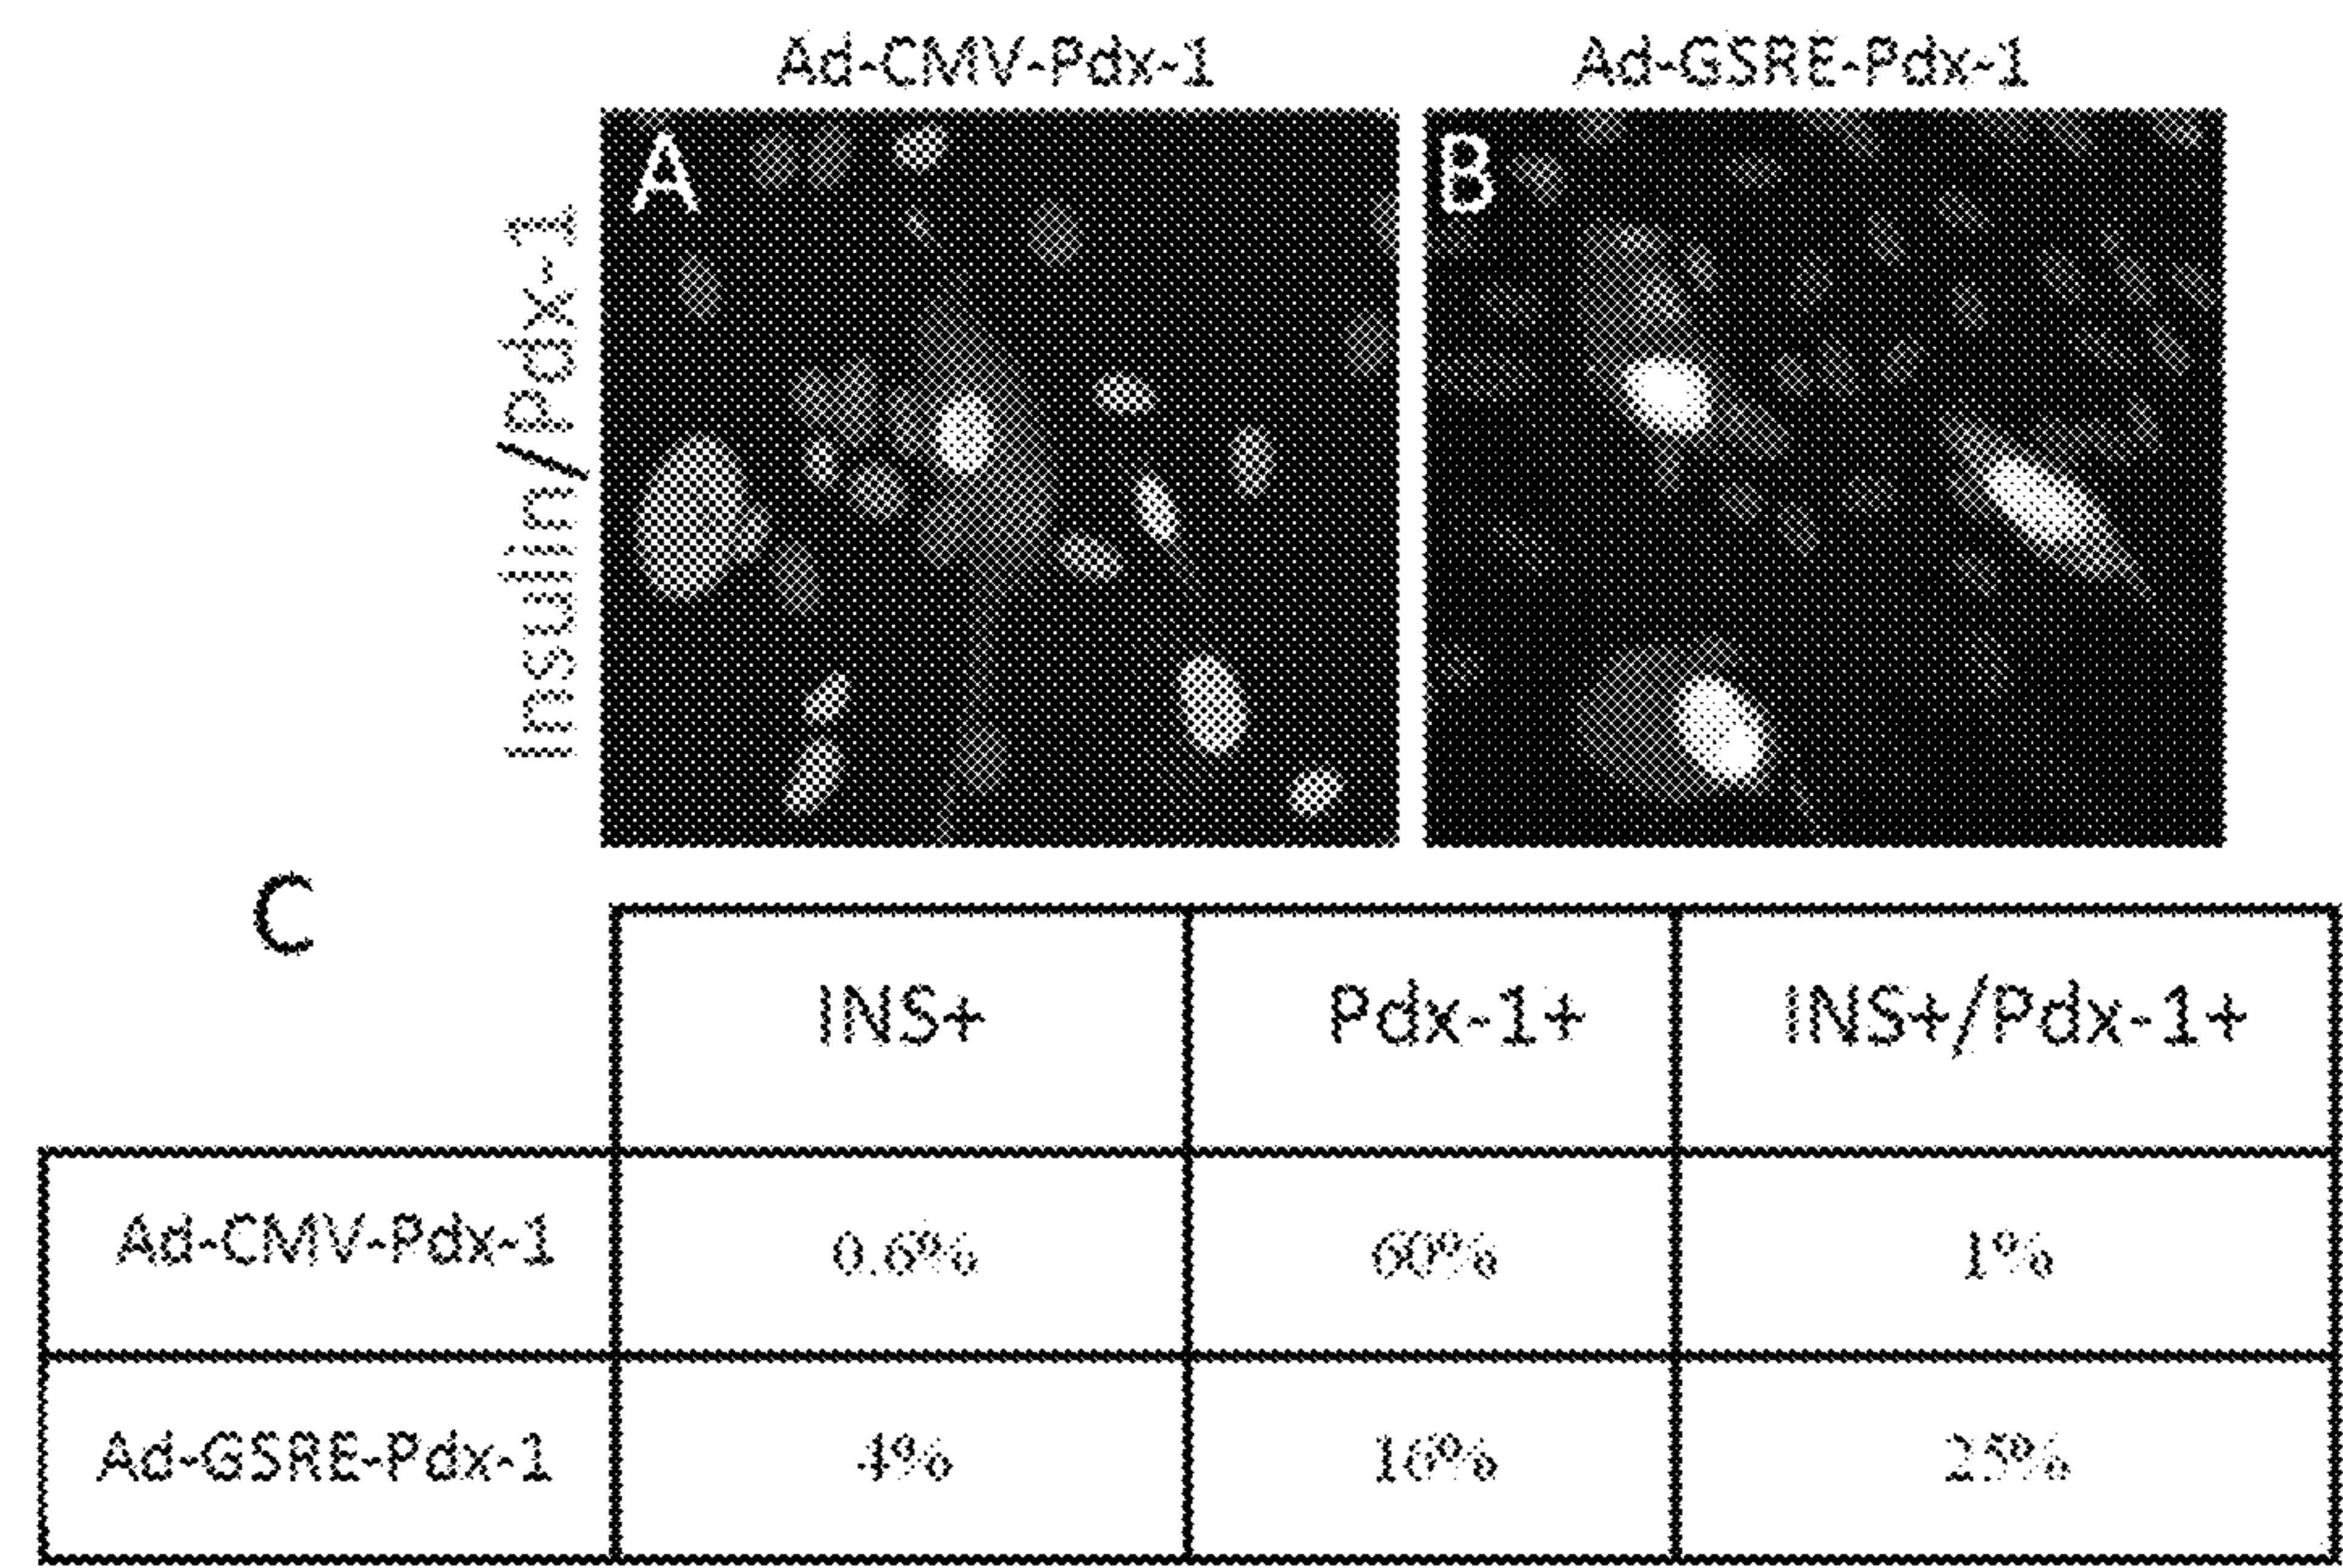 Ad-CMV-Pdx-1
Ad-GSRE-Pdx-1
A
B
Insulin/Pdx-1
C
INS+
Pdx-1+
INS+/Pdx-1+
Ad-CMV-Pdx-1
0.6%
60%
1%
Ad-GSRE-Pdx-1
4%
16%
25%